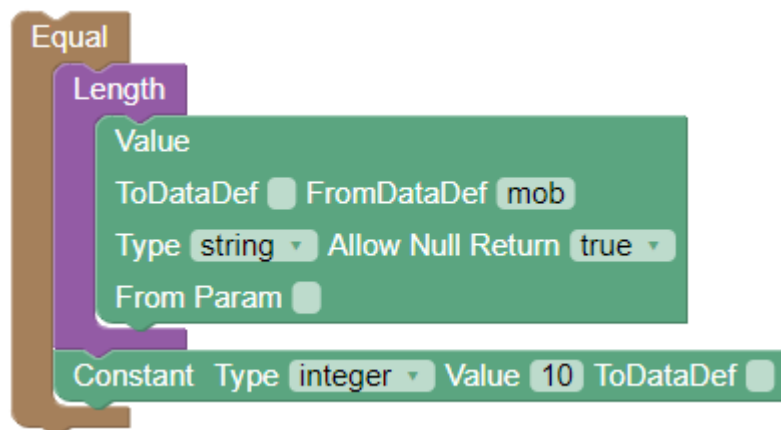 Equal
Length
Value
ToDataDef FromDataDef mob
Type string Allow Null Return true
From Param
Constant Type integer Value 10 ToDataDef